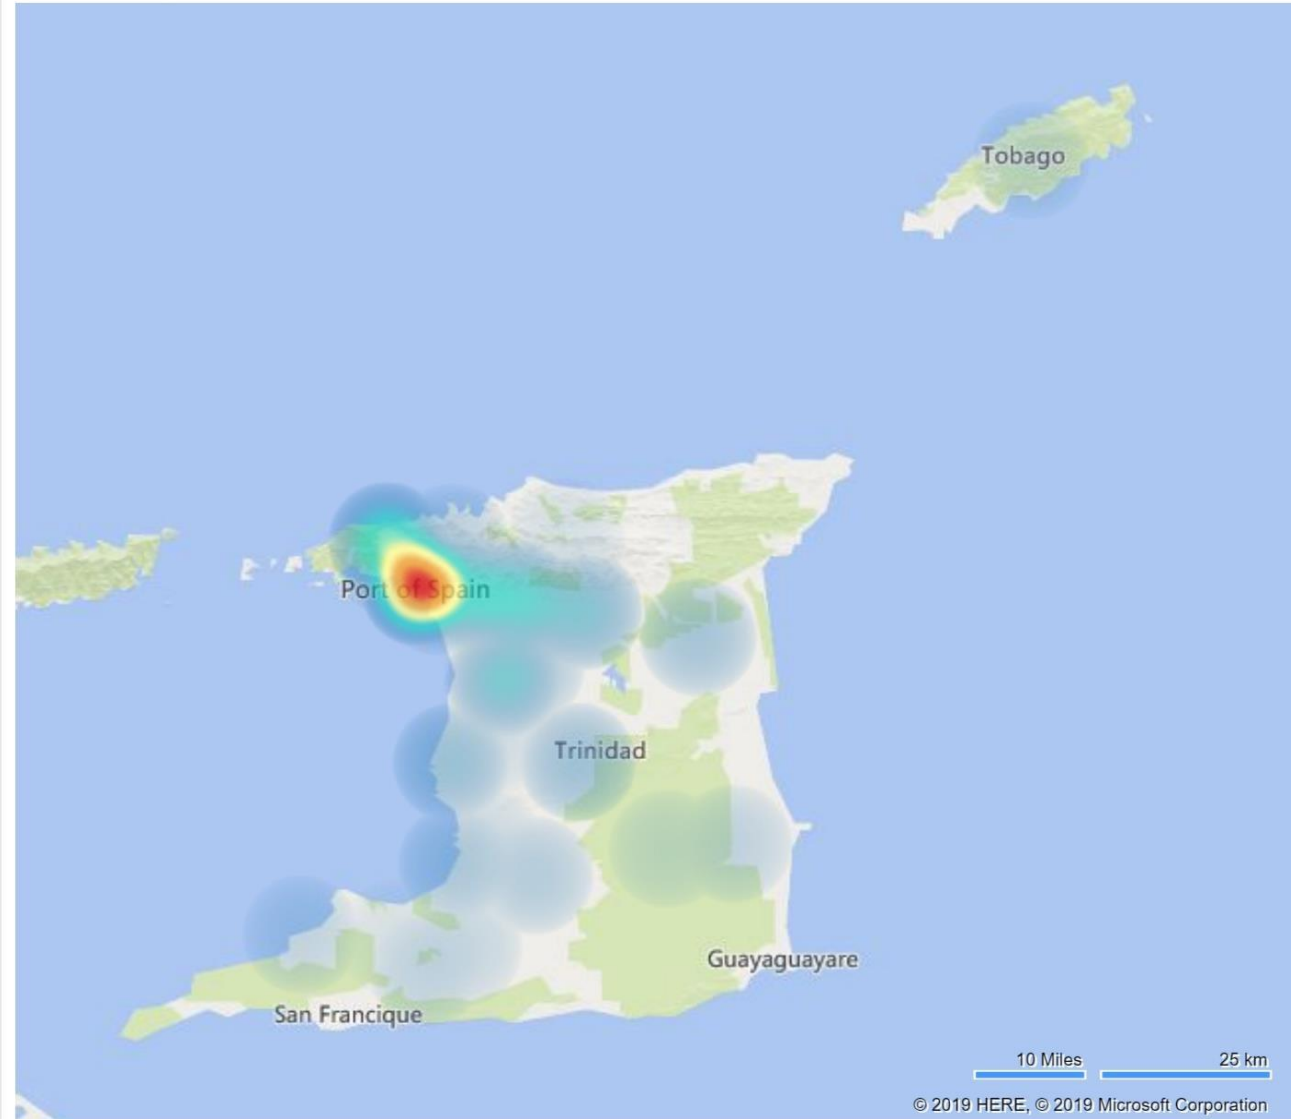 Tobago
Port of Spain
Trinidad
Guayaguayare
San Francique
10 Miles 25 km
© 2019 HERE, © 2019 Microsoft Corporation